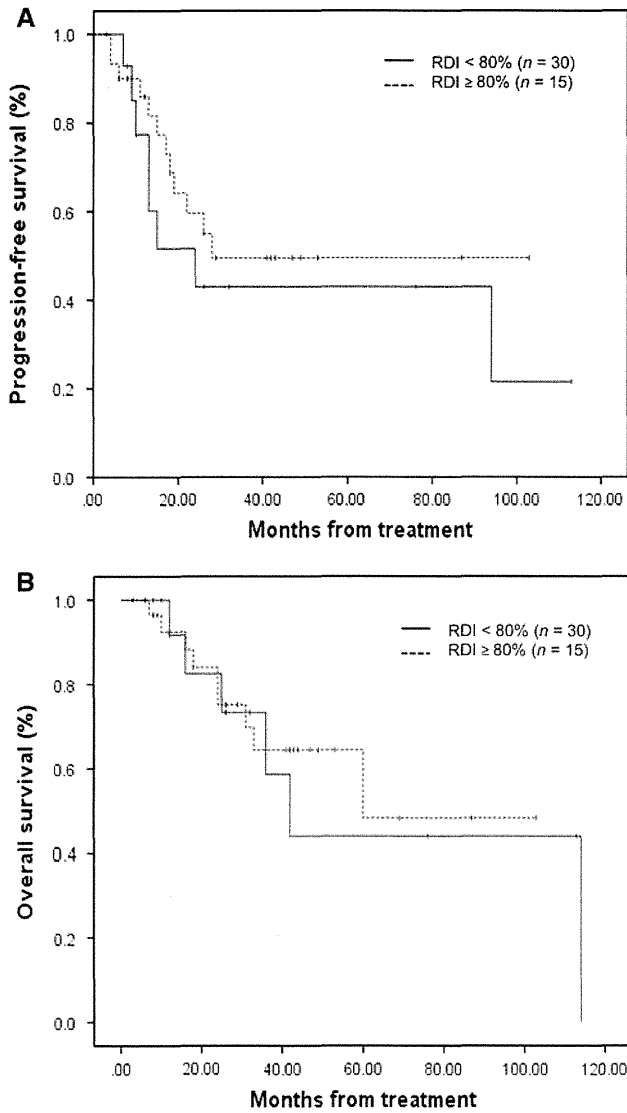 A
Progression-free survival (%)
1.0
0.8
0.6
0.4
0.2
0.0
RDI < 80% (n = 30)
RDI ≥ 80% (n = 15)
.00 20.00 40.00 60.00 80.00 100.00 120.00
Months from treatment
B
Overall survival (%)
1.0
0.8
0.6
0.4
0.2
0.0
RDI < 80% (n = 30)
RDI ≥ 80% (n = 15)
.00 20.00 40.00 60.00 80.00 100.00 120.00
Months from treatment